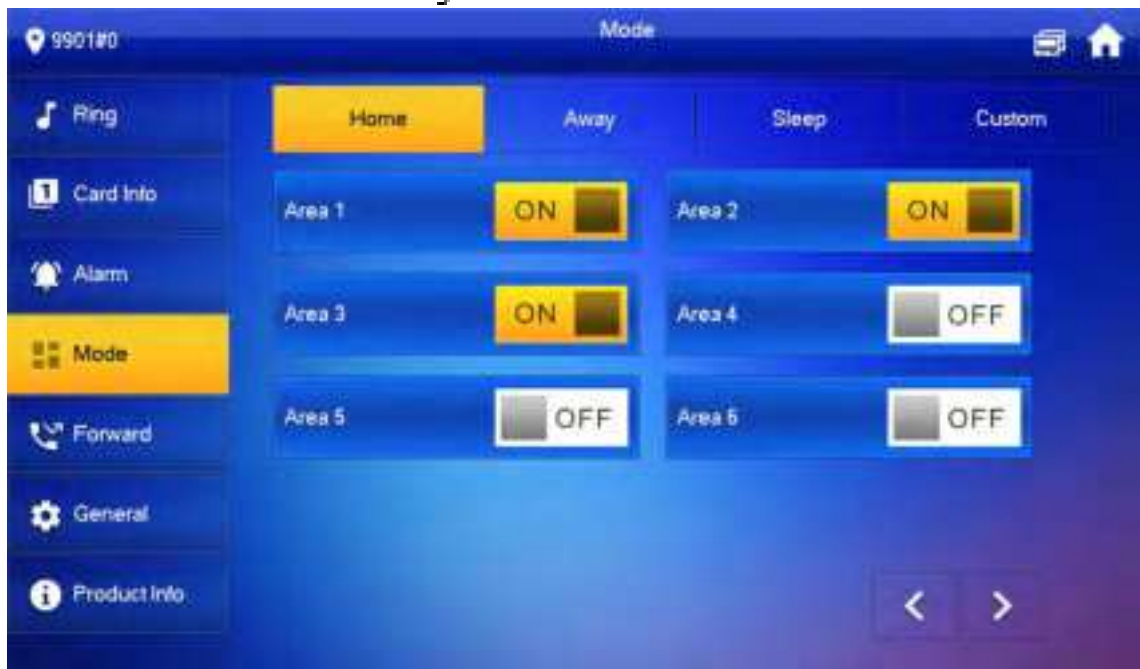 9901#0
Mode
Ring
Card Info
Alarm
Mode
Forward
General
Product Info
Home
Away
Sleep
Custom
Area 1
ON
Area 2
ON
Area 3
ON
Area 4
OFF
Area 5
OFF
Area 6
OFF